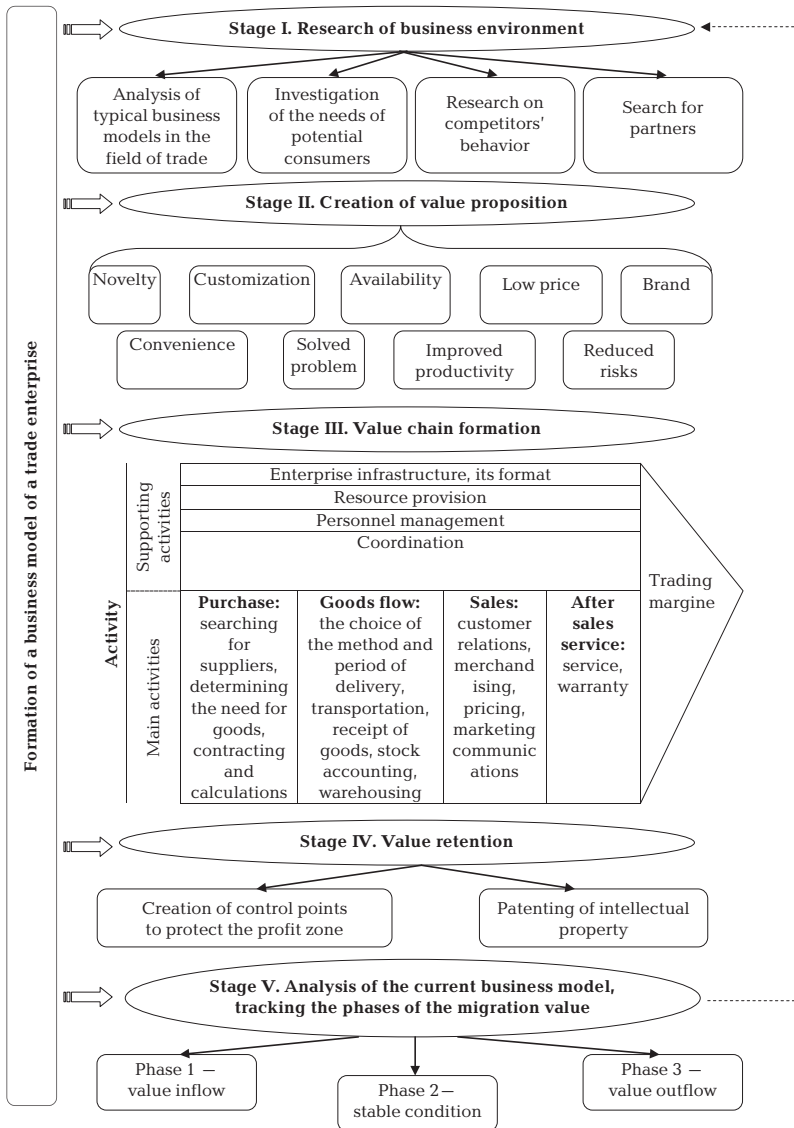 Formation of a business model of a trade enterprise
Stage I. Research of business environment
Analysis of
typical business
models in the
field of trade
Investigation
of the needs of
potential
consumers
Research on
competitors’
behavior
Search for
partners
Stage II. Creation of value proposition
Novelty
Customization
Availability
Low price
Brand
Convenience
Solved
problem
Improved
productivity
Reduced
risks
Stage III. Value chain formation
Activity
Supporting
activities
Enterprise infrastructure, its format
Resource provision
Personnel management
Coordination
Main activities
Purchase:
searching
for
suppliers,
determining
the need for
goods,
contracting
and
calculations
Goods flow:
the choice of
the method and
period of
delivery,
transportation,
receipt of
goods, stock
accounting,
warehousing
Sales:
customer
relations,
merchand
ising,
pricing,
marketing
communic
ations
After
sales
service:
service,
warranty
Trading
margine
Stage IV. Value retention
Creation of control points
to protect the profit zone
Patenting of intellectual
property
Stage V. Analysis of the current business model,
tracking the phases of the migration value
Phase 1 —
value inflow
Phase 2—
stable condition
Phase 3 —
value outflow